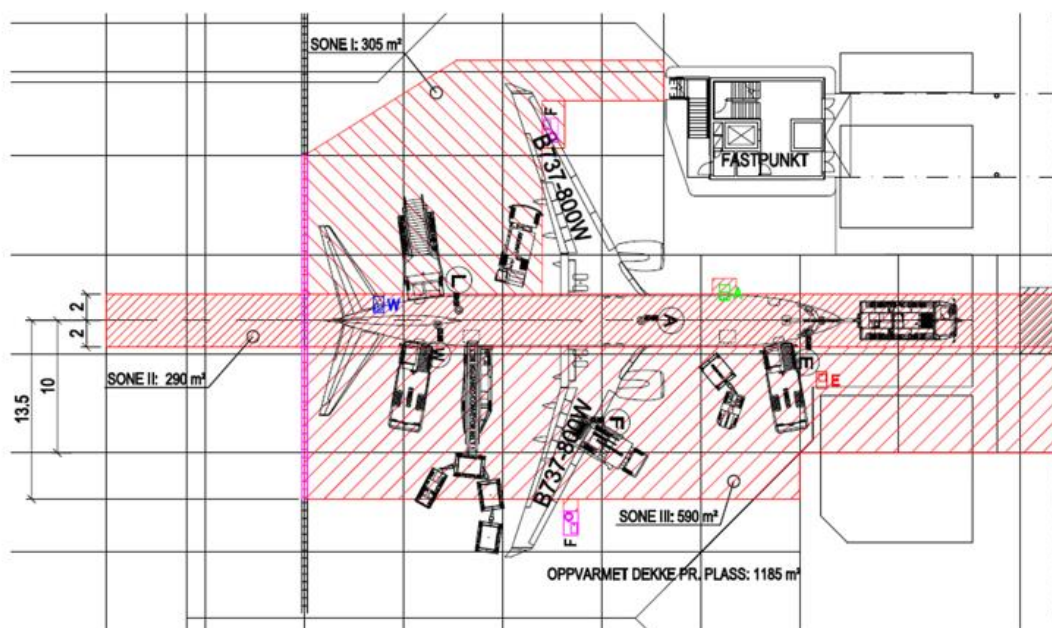 SONE I: 305 m²
F
B737-800W
FASTPUNKT
L
W
A
A
2
2
W
E
E
SONE II: 290 m²
10
13.5
F
B737-800W
SONE III: 590 m²
F
OPPVARMET DEKKE PR. PLASS: 1185 m²